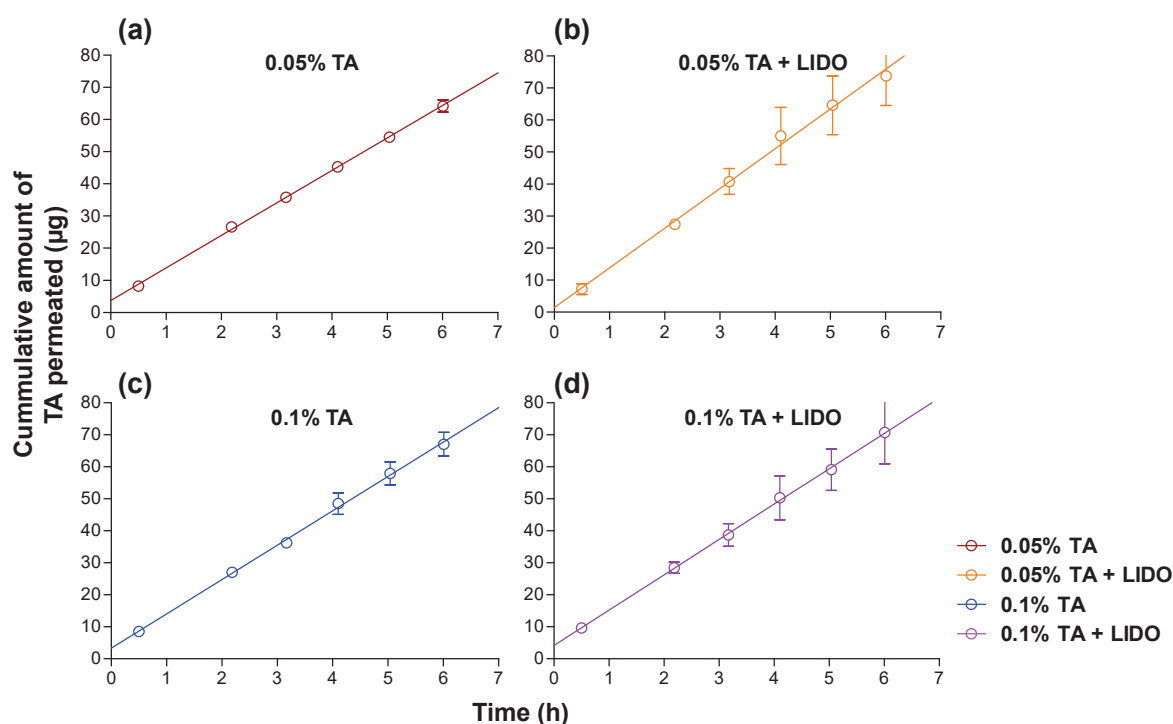 (a)
0.05% TA
80
70
60
50
40
30
20
10
0
0 1 2 3 4 5 6 7
(b)
0.05% TA + LIDO
80
70
60
50
40
30
20
10
0
0 1 2 3 4 5 6 7
Cummulative amount of
TA permeated (µg)
(c)
0.1% TA
80
70
60
50
40
30
20
10
0
0 1 2 3 4 5 6 7
(d)
0.1% TA + LIDO
80
70
60
50
40
30
20
10
0
0 1 2 3 4 5 6 7
Time (h)
0.05% TA
0.05% TA + LIDO
0.1% TA
0.1% TA + LIDO